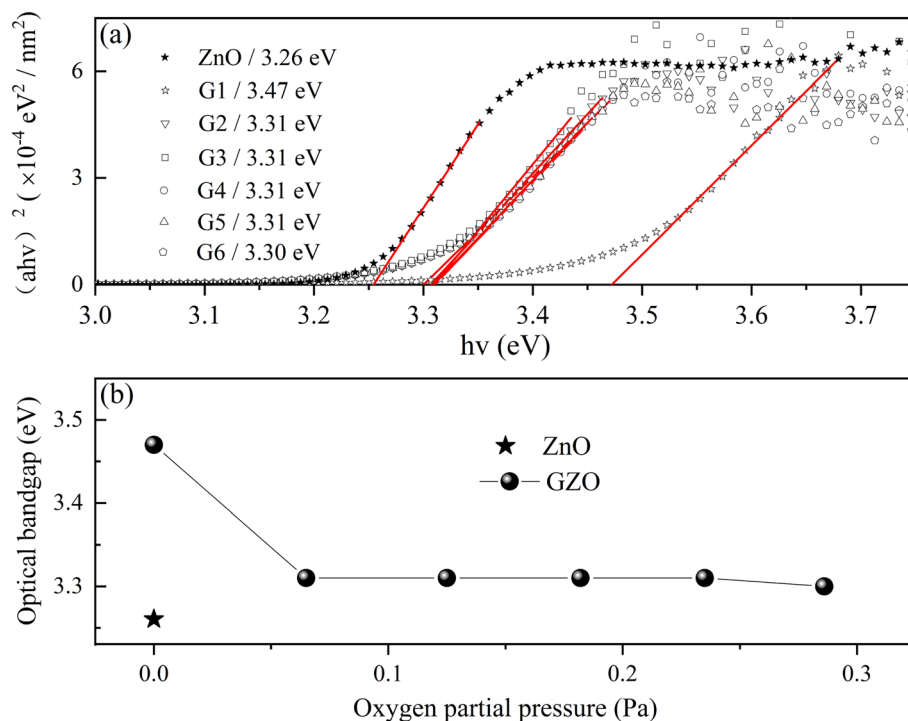 (a)
(ahv)² (×10⁻⁴ eV² / nm²)
6
3
0
ZnO / 3.26 eV
G1 / 3.47 eV
G2 / 3.31 eV
G3 / 3.31 eV
G4 / 3.31 eV
G5 / 3.31 eV
G6 / 3.30 eV
3.0 3.1 3.2 3.3 3.4 3.5 3.6 3.7
hv (eV)
(b)
Optical bandgap (eV)
3.5
3.4
3.3
ZnO
GZO
0.0 0.1 0.2 0.3
Oxygen partial pressure (Pa)